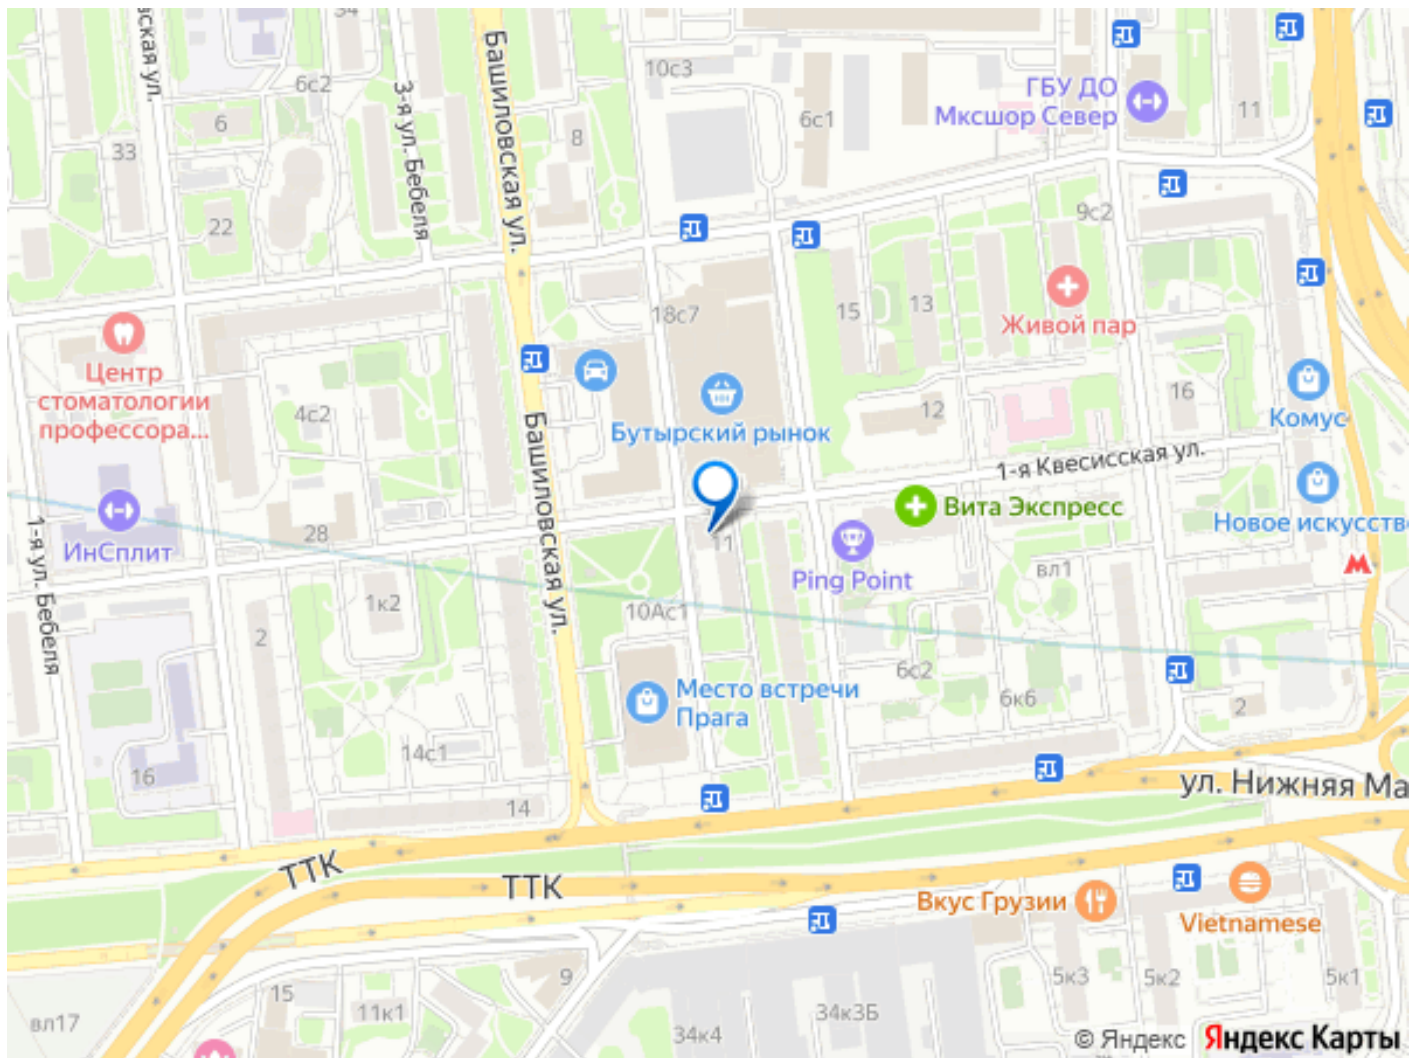 ская ул.
34
Башиловская ул.
6с2
3-я ул. Бебеля
10с3
ГБУ ДО
Мксшор Север
6
8
6с1
11
33
22
9с2
18с7
15
13
Живой пар
Центр
стоматологии
профессора...
4с2
Бутырский рынок
12
16
Комус
Башиловская ул.
1-я Квесисская ул.
Вита Экспресс
Новое искусство
ИнСплит
28
11
Ping Point
вл1
1-я ул. Бебеля
1к2
10Ас1
2
6с2
Место встречи
Прага
6к6
2
14с1
16
14
ул. Нижняя Ма
ТТК
ТТК
Вкус Грузии
Vietnamese
9
5к3
5к2
5к1
15
11к1
вл17
34к4
34к3Б
© Яндекс Яндекс Карты